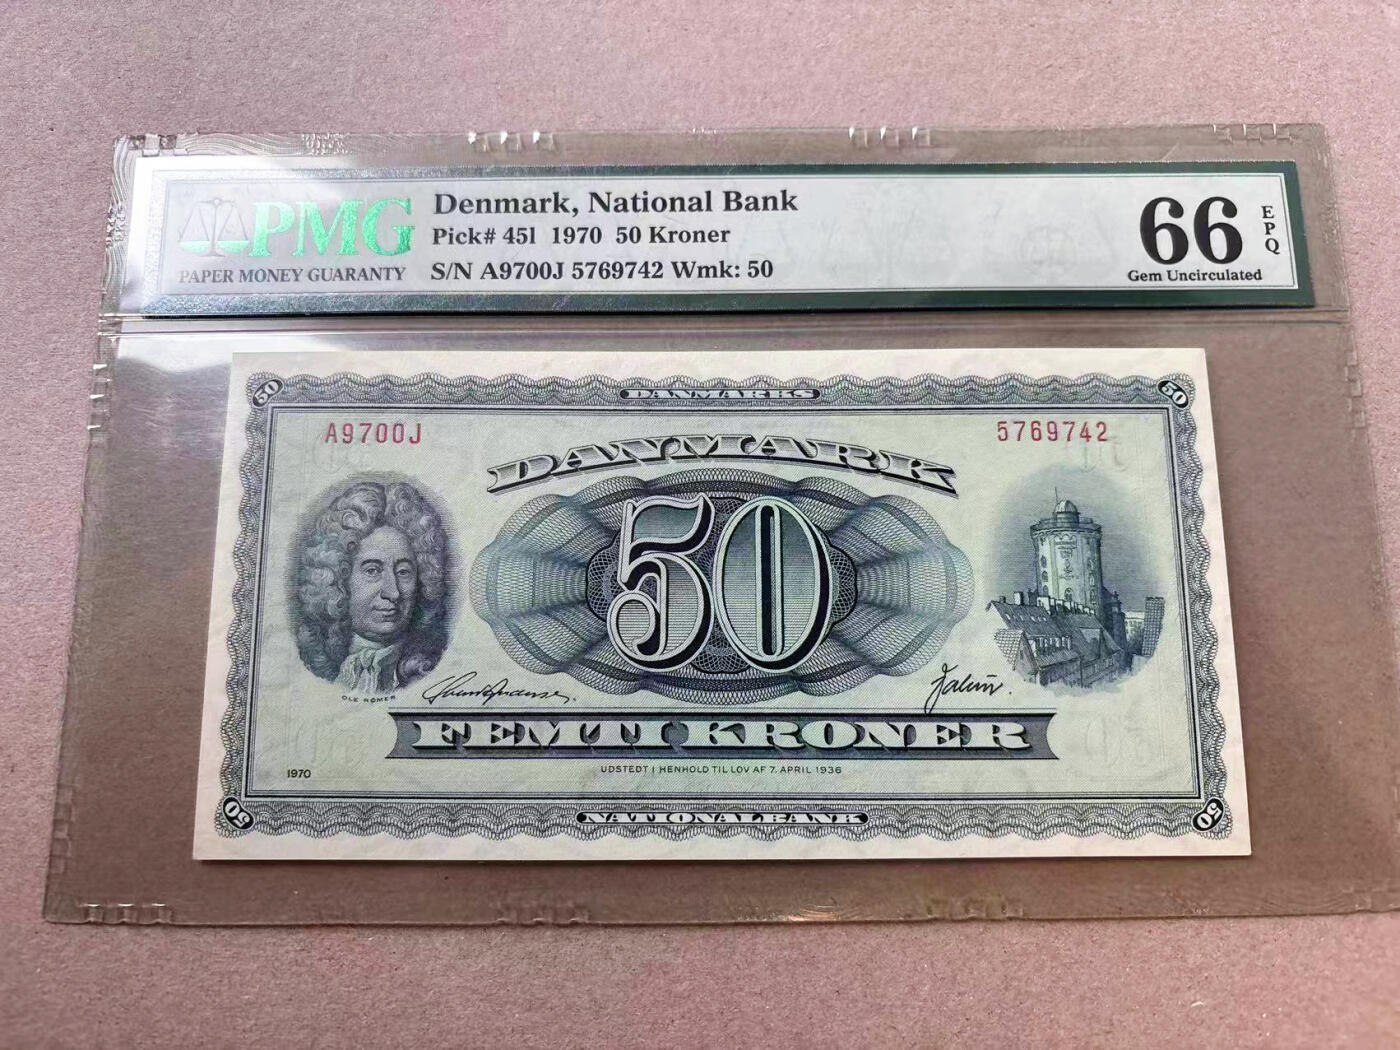 PMG
PAPER MONEY GUARANTY
Denmark, National Bank
Pick# 45l 1970 50 Kroner
S/N A9700J 5769742 Wmk: 50
66
EPQ
Gem Uncirculated
50
DANMARKS
50
A9700J
5769742
DANMARK
50
OLE RØMER
FEMTI KRONER
1970
UDSTEDT I HENHOLD TIL LOV AF 7. APRIL 1936
50
NATIONALBANK
50